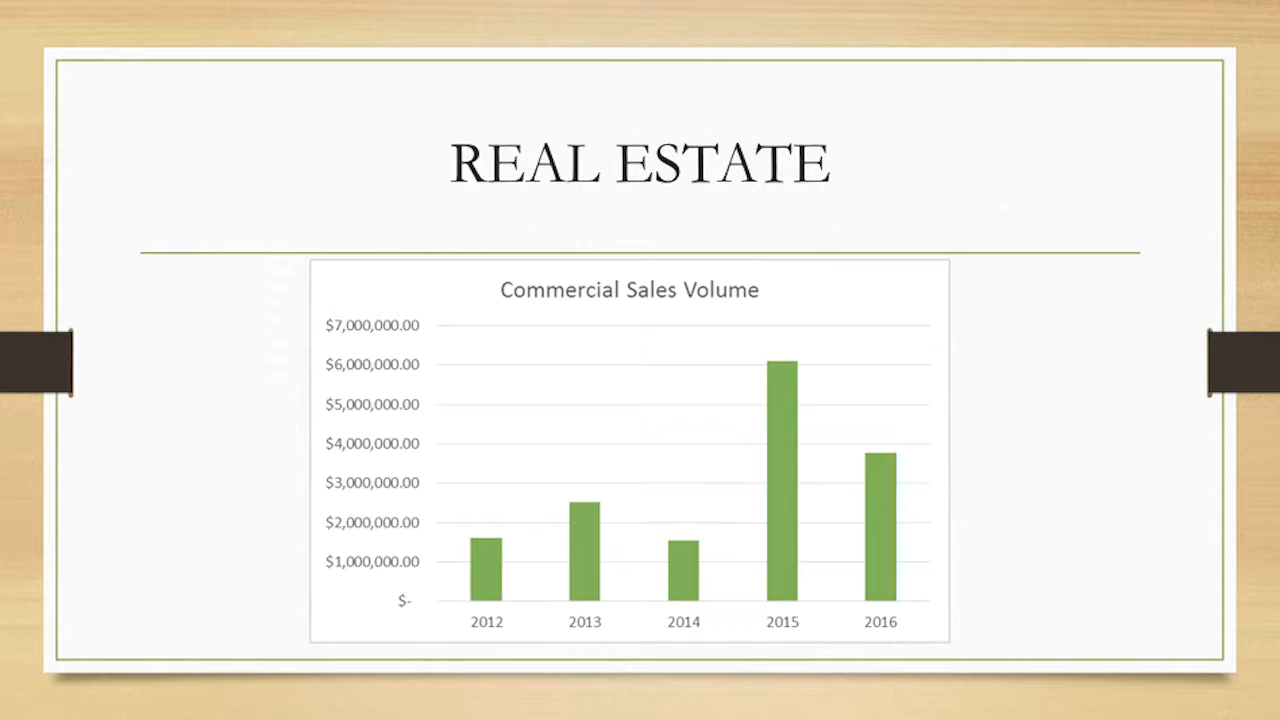 REAL ESTATE
Commercial Sales Volume
$7,000,000.00
$6,000,000.00
$5,000,000.00
$4,000,000.00
$3,000,000.00
$2,000,000.00
$1,000,000.00
$-
2012 2013 2014 2015 2016